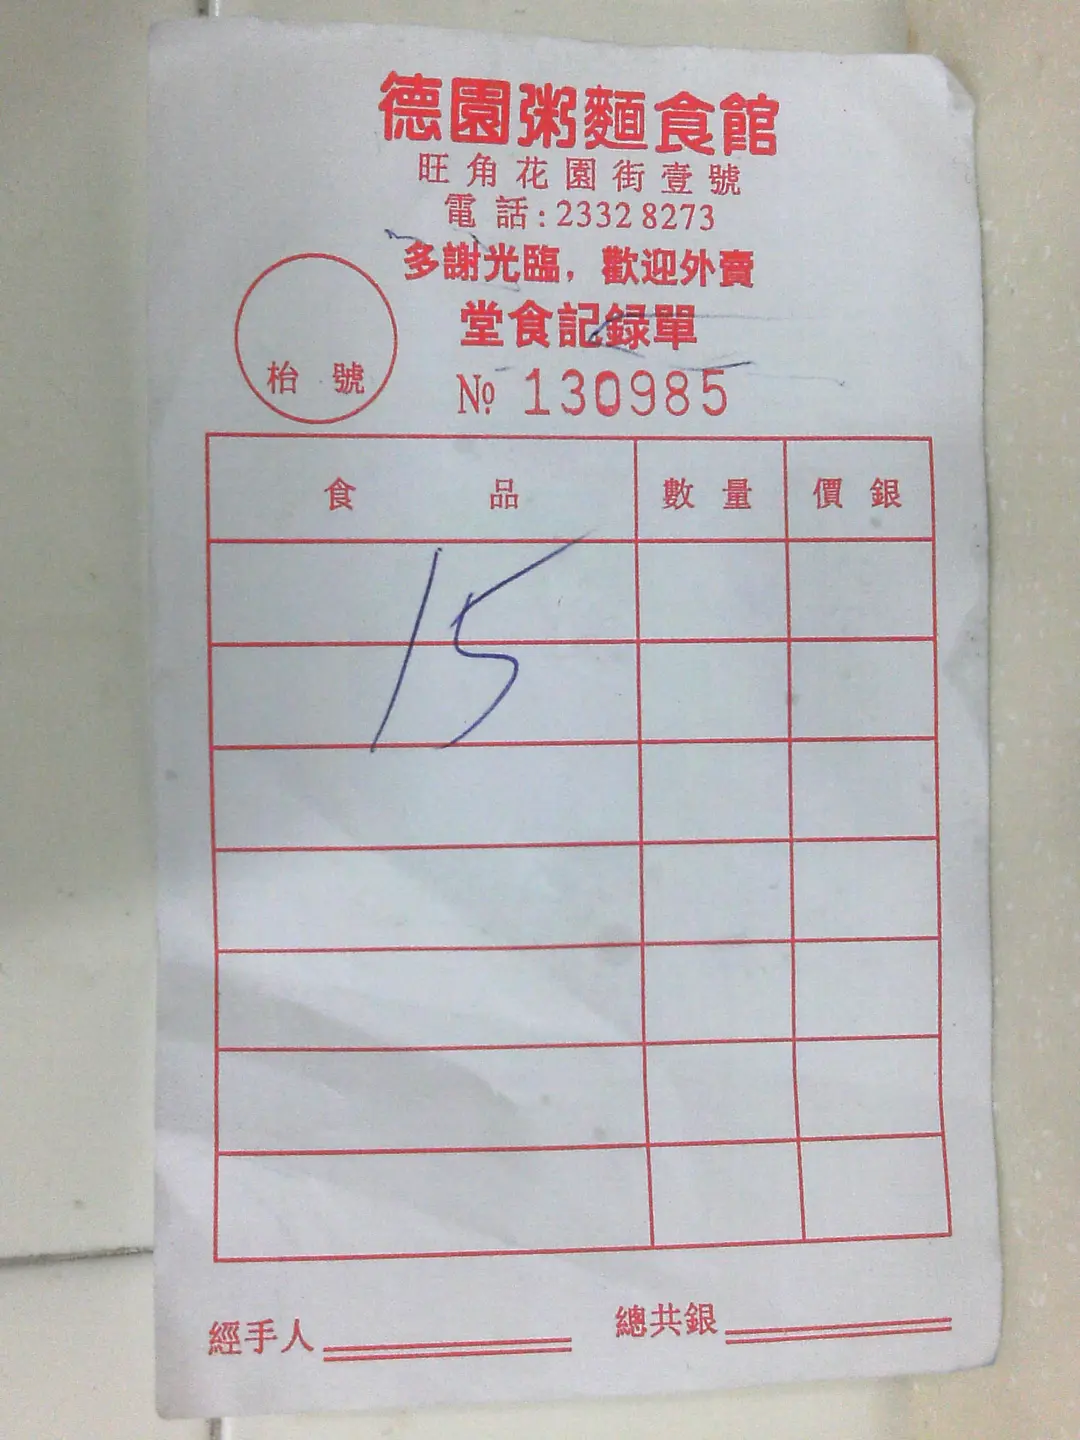 德園粥麵食館
旺角花園街壹號
電話:2332 8273
多謝光臨，歡迎外賣
堂食記録單
枱號
№ 130985
食品 數量 價銀
15
經手人 總共銀